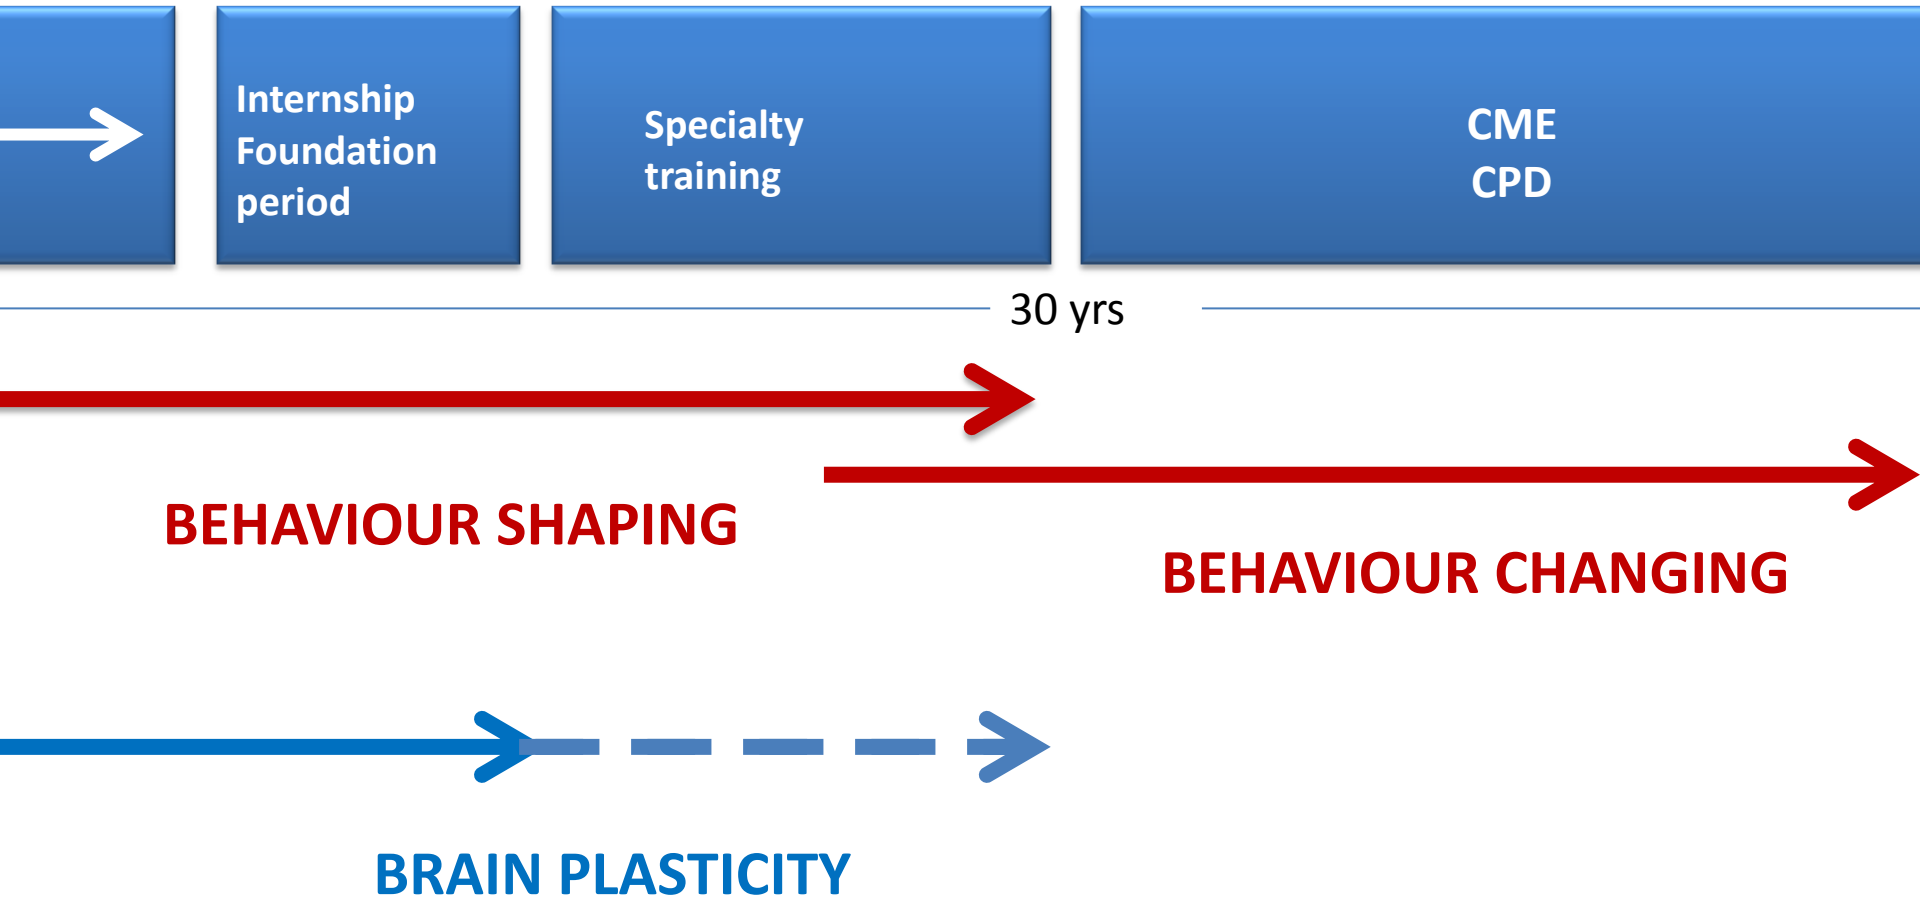 Internship
Foundation
period
Specialty
training
CME
CPD
30 yrs
BEHAVIOUR SHAPING
BEHAVIOUR CHANGING
BRAIN PLASTICITY